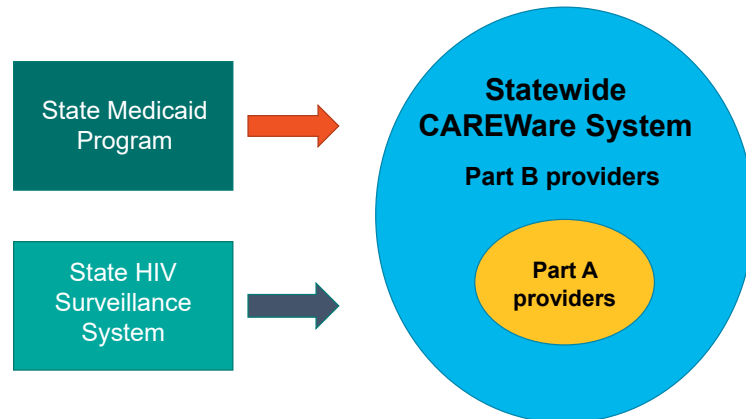 State Medicaid
Program
State HIV
Surveillance
System
Statewide
CAREWare System
Part B providers
Part A
providers